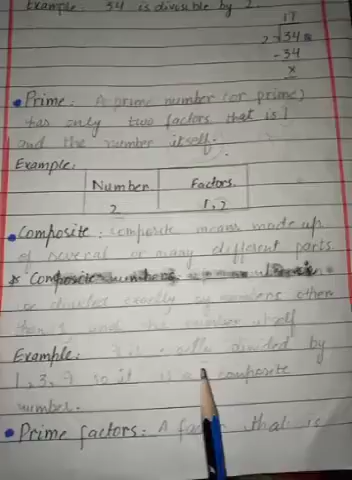 Example: 34 is divisible by 2.
17
2√34
-34
x
• Prime: A prime number (or prime)
has only two factors that is 1
and the number itself.
Example:
Number Factors.
2 1,2
• Composite: Composite means made up
of several or many different parts
* Composite numbers
or divided exactly by numbers other
than 1 and the number itself
Example: divided by
1, 3, 9 so it is a composite
number.
• Prime factors: A factor that is